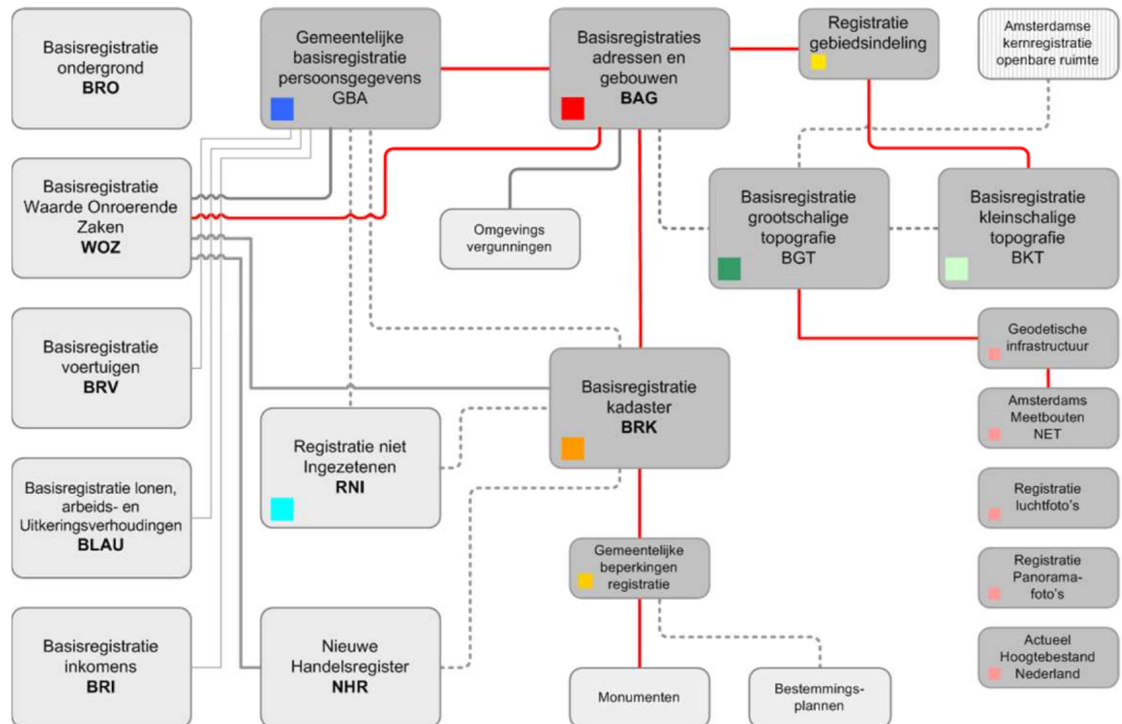 Basisregistratie
ondergrond
BRO
Gemeentelijke
basisregistratie
persoonsgegevens
GBA
Basisregistraties
adressen en
gebouwen
BAG
Registratie
gebiedsindeling
Amsterdamse
kernregistratie
openbare ruimte
Basisregistratie
Waarde Onroerende
Zaken
WOZ
Omgevings
vergunningen
Basisregistratie
grootschalige
topografie
BGT
Basisregistratie
kleinschalige
topografie
BKT
Basisregistratie
voertuigen
BRV
Geodetische
infrastructuur
Basisregistratie
kadaster
BRK
Amsterdams
Meetbouten
NET
Registratie niet
Ingezetenen
RNI
Basisregistratie lonen,
arbeids- en
Uitkeringsverhoudingen
BLAU
Registratie
luchtfoto's
Gemeentelijke
beperkingen
registratie
Registratie
Panorama-
foto's
Basisregistratie
inkomens
BRI
Nieuwe
Handelsregister
NHR
Actueel
Hoogtebestand
Nederland
Monumenten
Bestemmings-
plannen